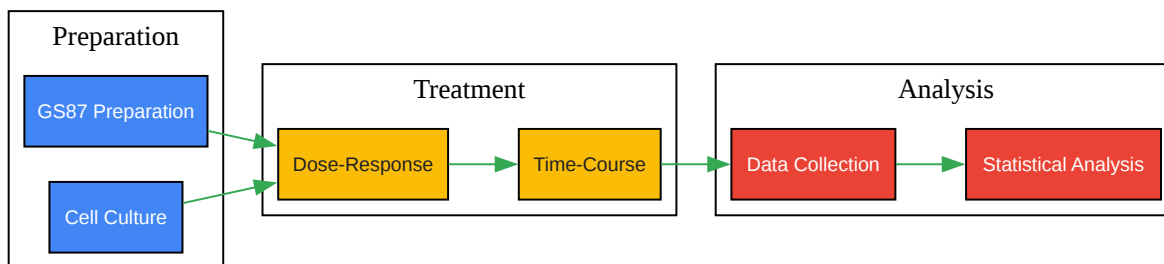 Preparation
GS87 Preparation
Cell Culture
Treatment
Dose-Response
Time-Course
Analysis
Data Collection
Statistical Analysis